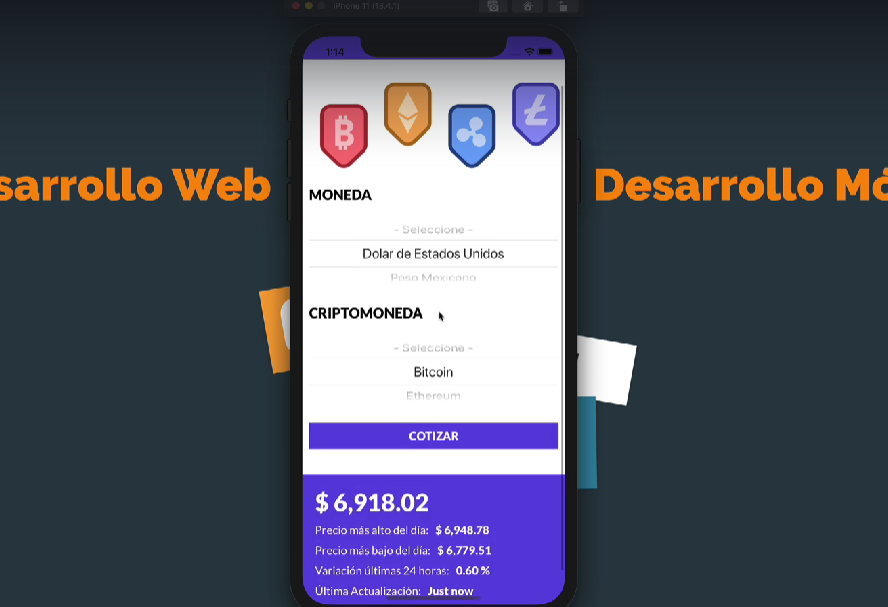 iPhone 11 (13.4.1)
1:14
sarrollo Web
Desarrollo Mó
MONEDA
- Seleccione -
Dolar de Estados Unidos
Peso Mexicano
CRIPTOMONEDA
- Seleccione -
Bitcoin
Ethereum
COTIZAR
$ 6,918.02
Precio más alto del día: $ 6,948.78
Precio más bajo del día: $ 6,779.51
Variación últimas 24 horas: 0.60 %
Última Actualización: Just now